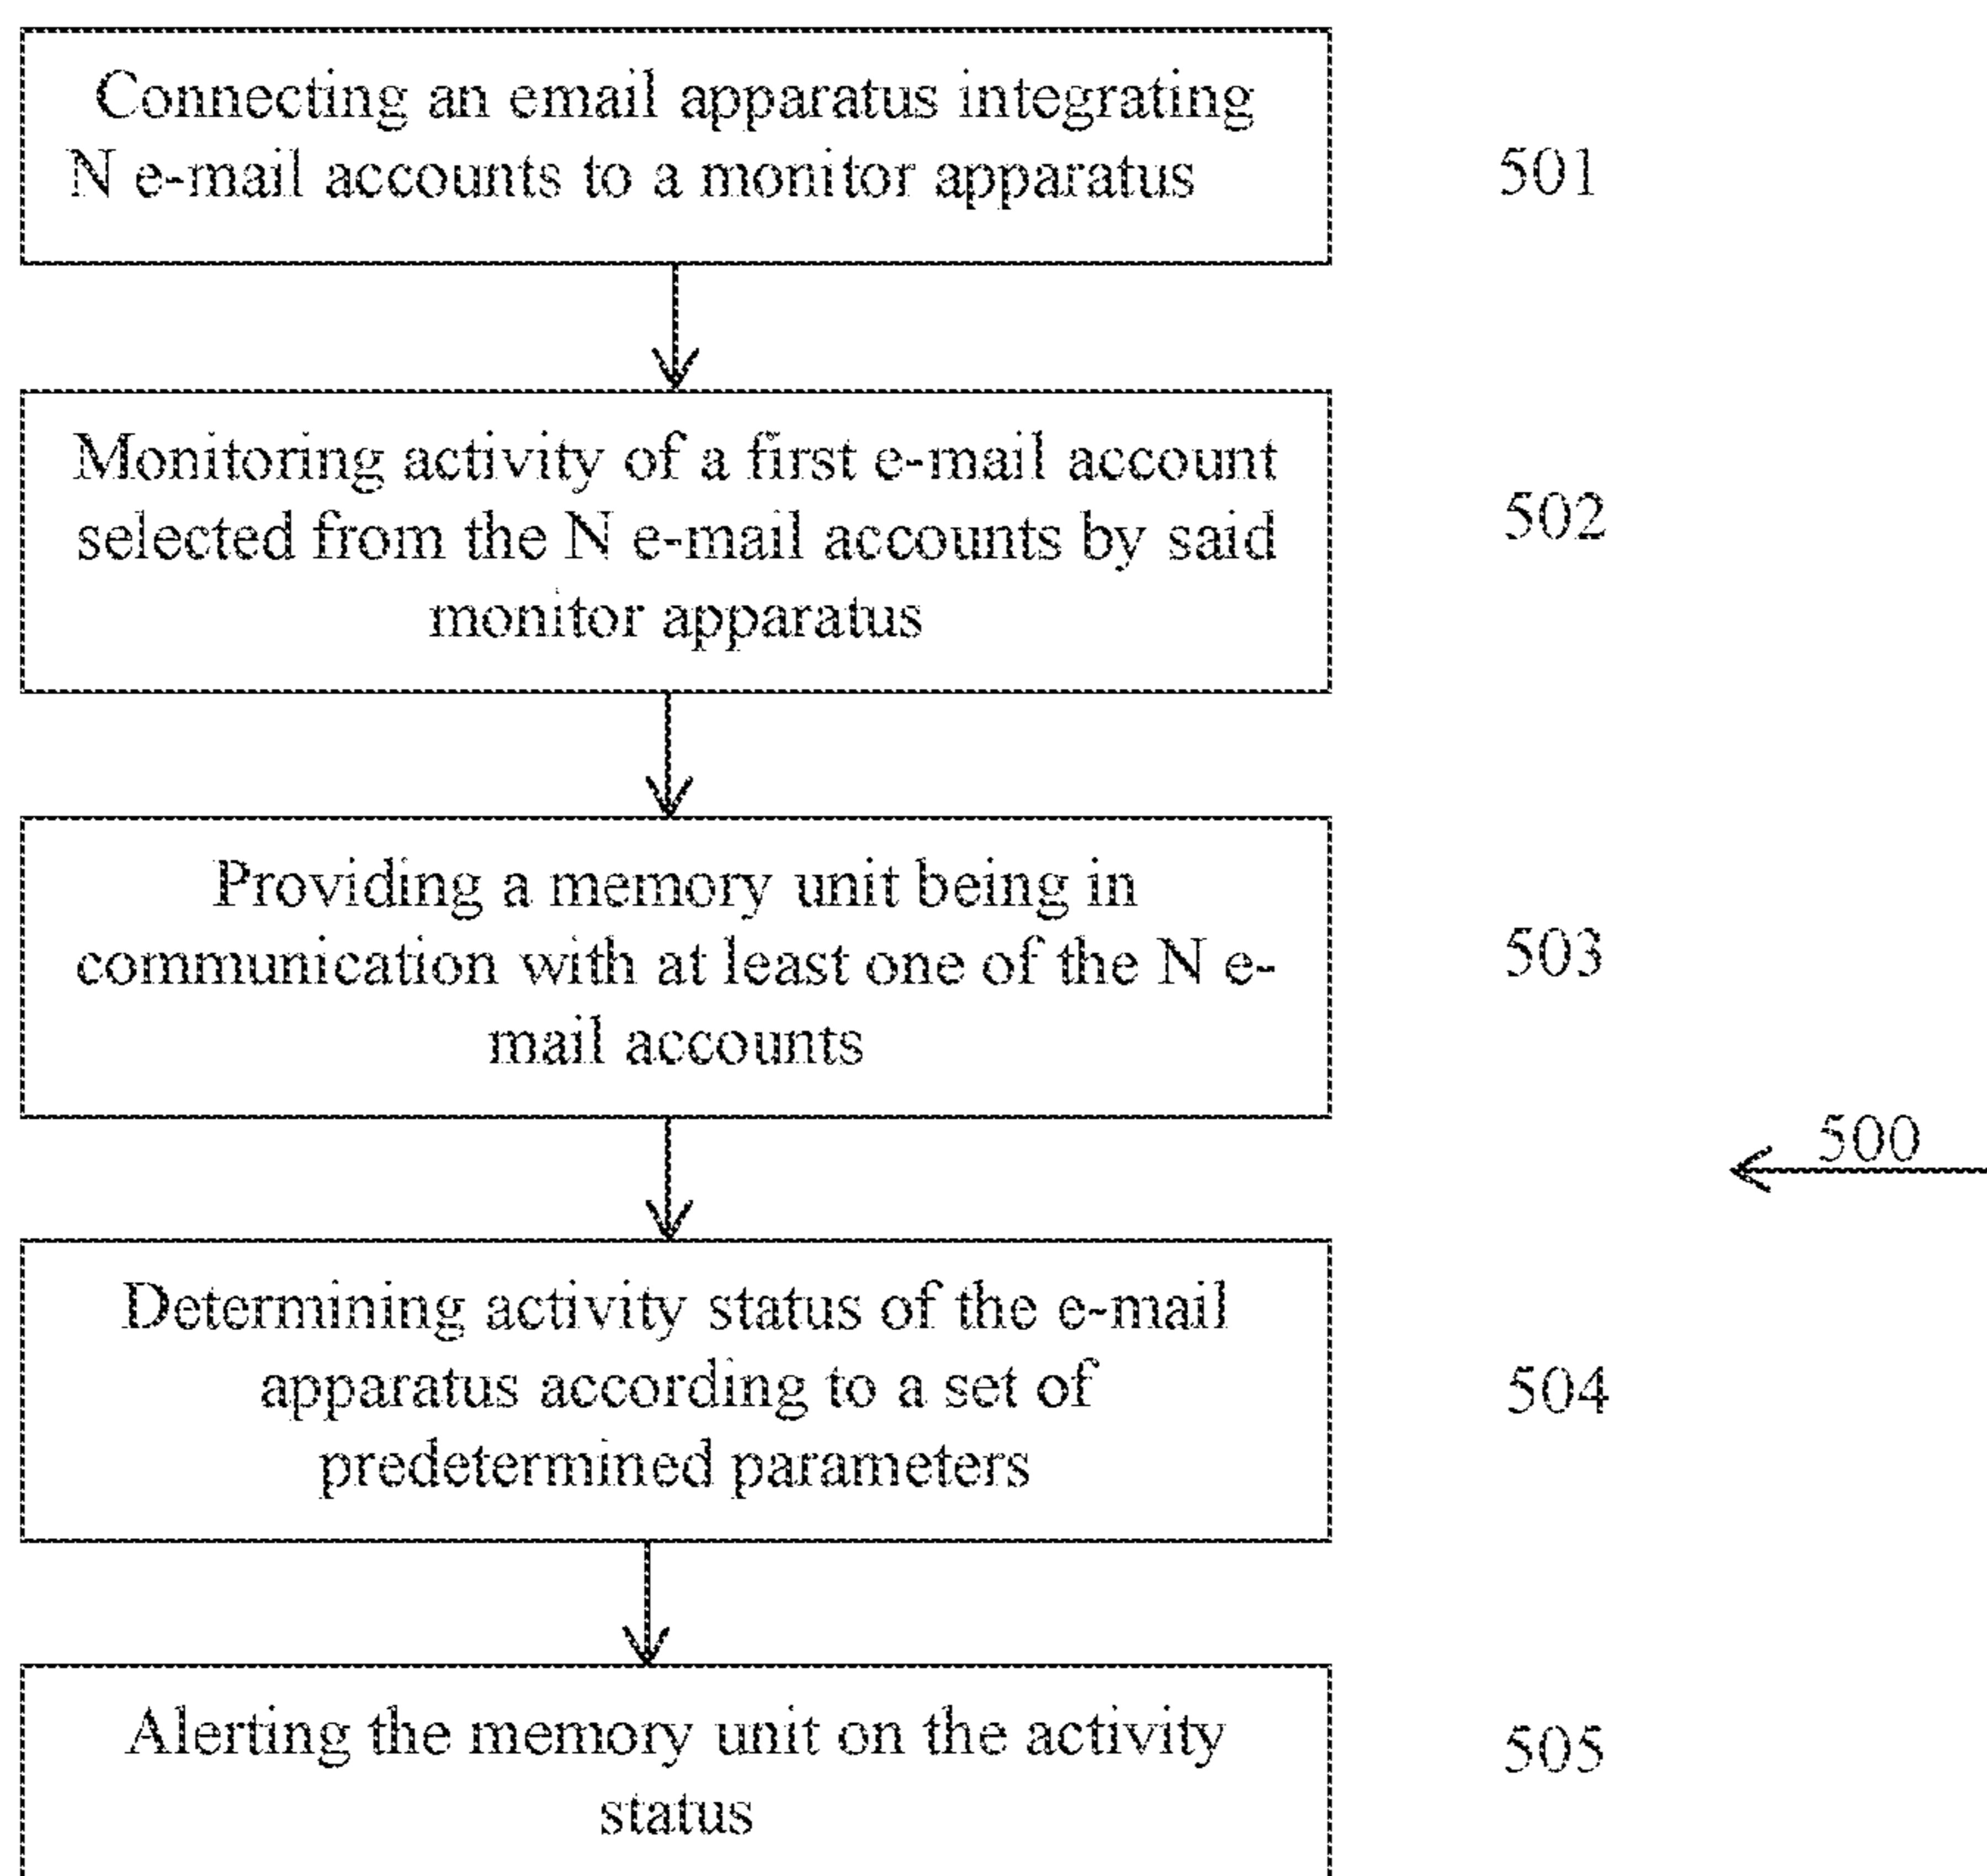 Connecting an email apparatus integrating
N e-mail accounts to a monitor apparatus
501
Monitoring activity of a first e-mail account
selected from the N e-mail accounts by said
monitor apparatus
502
Providing a memory unit being in
communication with at least one of the N e-
mail accounts
503
500
Determining activity status of the e-mail
apparatus according to a set of
predetermined parameters
504
Alerting the memory unit on the activity
status
505